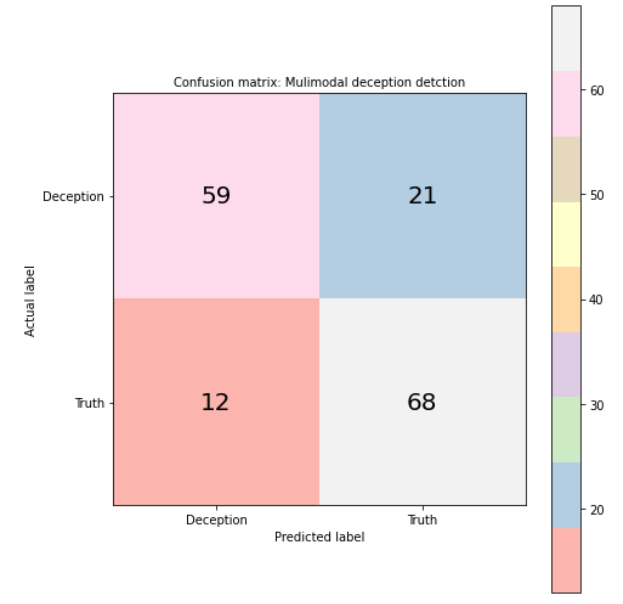 Confusion matrix: Mulimodal deception detction
60
Deception
59
21
50
40
Actual label
30
Truth
12
68
20
Deception
Truth
Predicted label